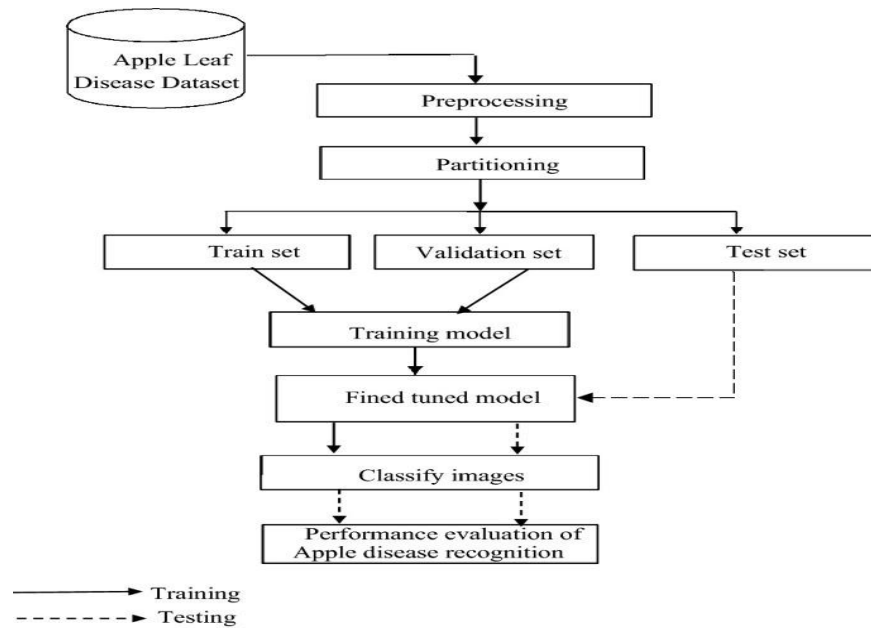 Apple Leaf
Disease Dataset
Preprocessing
Partitioning
Train set
Validation set
Test set
Training model
Fined tuned model
Classify images
Performance evaluation of
Apple disease recognition
Training
Testing